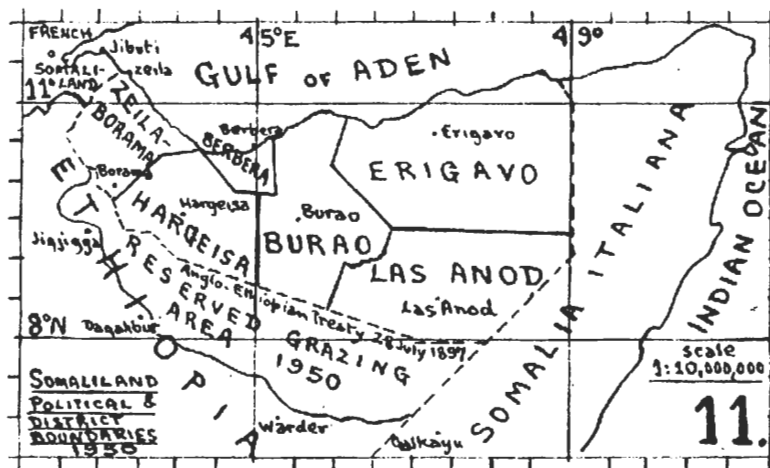 FRENCH
SOMALI-
LAND
Jibuti
Zeila
45°E
49°
GULF OF ADEN
11°
ZEILA-
BORAMA
Berbera
BERBERA
Erigavo
ERIGAVO
Borama
Hargeisa
HARGEISA
Burao
BURAO
LAS ANOD
Las Anod
SOMALIA ITALIANA
INDIAN OCEAN
ETHIOPIA
Jigjigga
RESERVED
AREA
GRAZING
1950
Anglo-Ethiopian Treaty 28 July 1897
8°N
Dagahbur
Warder
Galkayu
SOMALILAND
POLITICAL &
DISTRICT
BOUNDARIES
1950
scale
1:10,000,000
11.